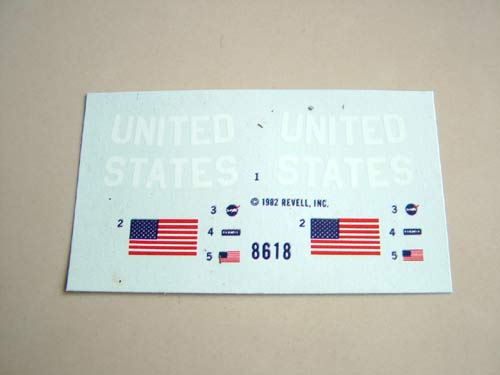 UNITED UNITED
STATES 1 STATES
© 1982 REVELL, INC.
2 3 3
4 2 4
5 8618 5